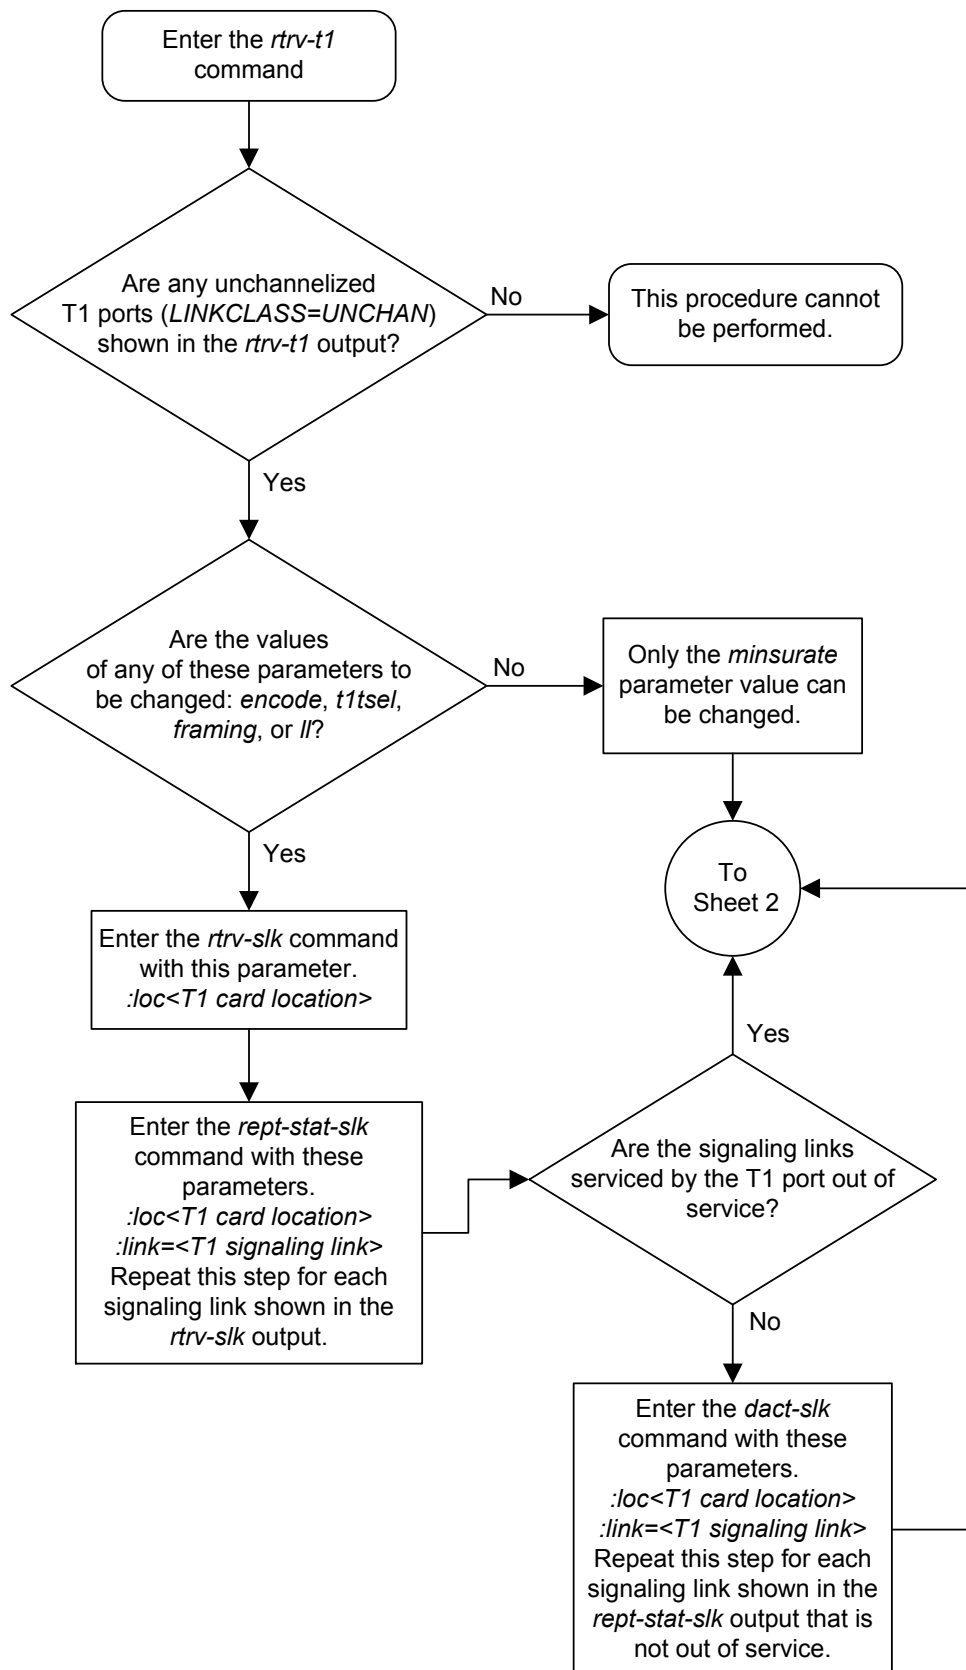 Enter the rtrv-t1
command
Are any unchannelized
T1 ports (LINKCLASS=UNCHAN)
shown in the rtrv-t1 output?
No
This procedure cannot
be performed.
Yes
Are the values
of any of these parameters to
be changed: encode, t1tsel,
framing, or ll?
No
Only the minsurate
parameter value can
be changed.
Yes
To
Sheet 2
Enter the rtrv-slk command
with this parameter.
:loc<T1 card location>
Enter the rept-stat-slk
command with these
parameters.
:loc<T1 card location>
:link=<T1 signaling link>
Repeat this step for each
signaling link shown in the
rtrv-slk output.
Yes
Are the signaling links
serviced by the T1 port out of
service?
No
Enter the dact-slk
command with these
parameters.
:loc<T1 card location>
:link=<T1 signaling link>
Repeat this step for each
signaling link shown in the
rept-stat-slk output that is
not out of service.